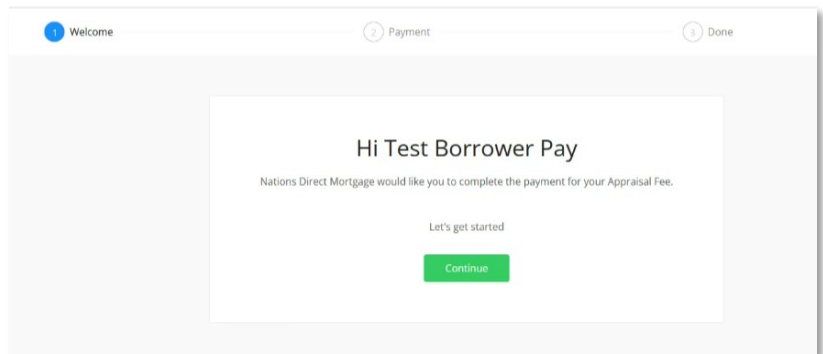 1 Welcome 2 Payment 3 Done
Hi Test Borrower Pay
Nations Direct Mortgage would like you to complete the payment for your Appraisal Fee.
Let's get started
Continue